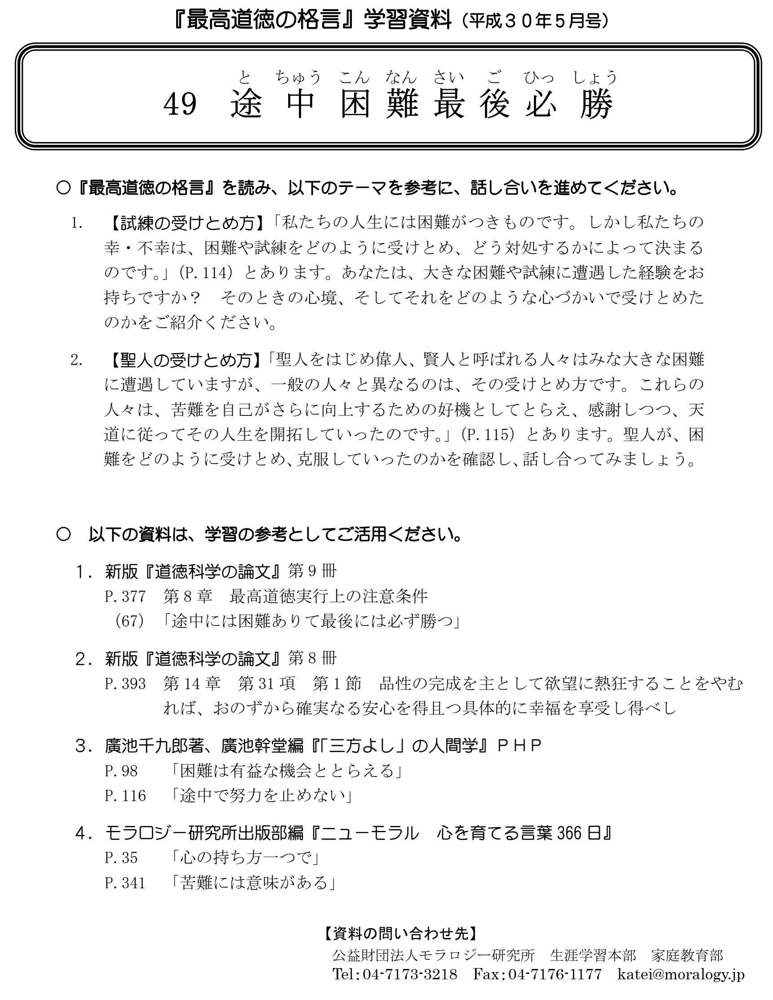 『最高道徳の格言』学習資料（平成３０年５月号）
と ちゅう こん なん さい ご ひっ しょう
49 途中困難最後必勝
○『最高道徳の格言』を読み、以下のテーマを参考に、話し合いを進めてください。
1. 【試練の受けとめ方】「私たちの人生には困難がつきものです。しかし私たちの
幸・不幸は、困難や試練をどのように受けとめ、どう対処するかによって決まる
のです。」（P.114）とあります。あなたは、大きな困難や試練に遭遇した経験をお
持ちですか？　そのときの心境、そしてそれをどのような心づかいで受けとめた
のかをご紹介ください。
2. 【聖人の受けとめ方】「聖人をはじめ偉人、賢人と呼ばれる人々はみな大きな困難
に遭遇していますが、一般の人々と異なるのは、その受けとめ方です。これらの
人々は、苦難を自己がさらに向上するための好機としてとらえ、感謝しつつ、天
道に従ってその人生を開拓していったのです。」（P.115）とあります。聖人が、困
難をどのように受けとめ、克服していったのかを確認し、話し合ってみましょう。
○　以下の資料は、学習の参考としてご活用ください。
１．新版『道徳科学の論文』第９冊
P.377　第８章　最高道徳実行上の注意条件
（67）「途中には困難ありて最後には必ず勝つ」
２．新版『道徳科学の論文』第８冊
P.393　第14章　第31項　第１節　品性の完成を主として欲望に熱狂することをやむ
れば、おのずから確実なる安心を得且つ具体的に幸福を享受し得べし
３．廣池千九郎著、廣池幹堂編『「三方よし」の人間学』ＰＨＰ
P.98　「困難は有益な機会ととらえる」
P.116　「途中で努力を止めない」
４．モラロジー研究所出版部編『ニューモラル　心を育てる言葉366日』
P.35　「心の持ち方一つで」
P.341　「苦難には意味がある」
【資料の問い合わせ先】
公益財団法人モラロジー研究所　生涯学習本部　家庭教育部
Tel:04-7173-3218　Fax:04-7176-1177　katei@moralogy.jp